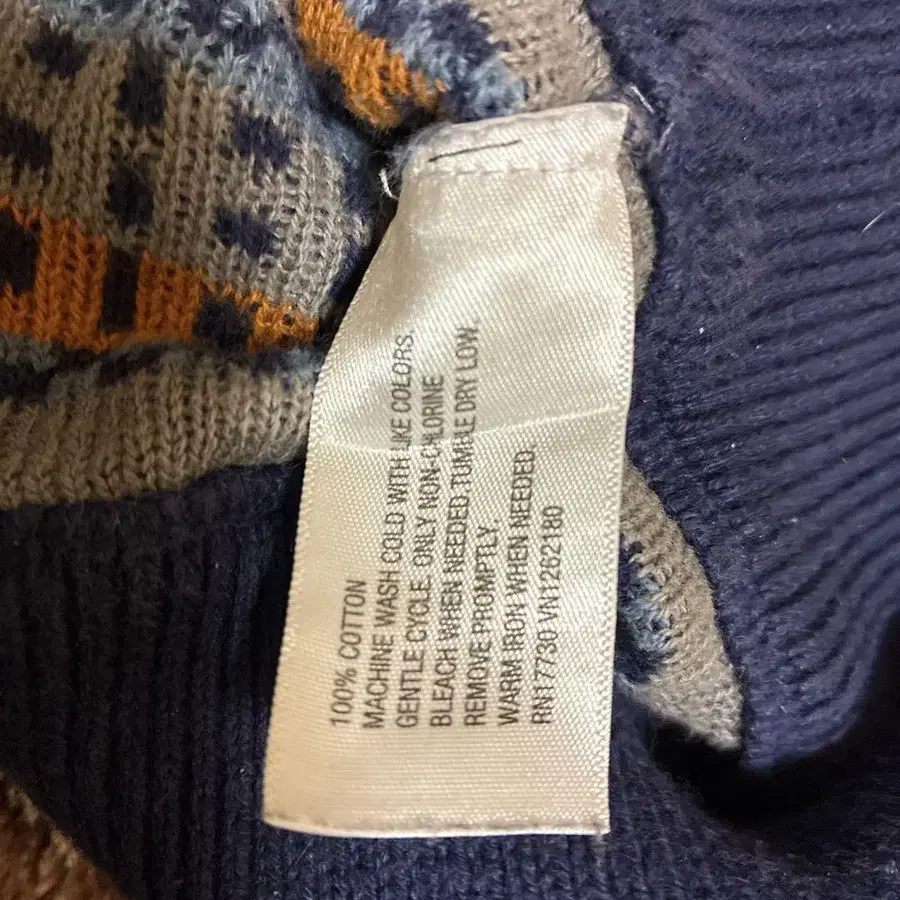 100% COTTON
MACHINE WASH COLD WITH LIKE COLORS.
GENTLE CYCLE. ONLY NON-CHLORINE
BLEACH WHEN NEEDED.TUMBLE DRY LOW.
REMOVE PROMPTLY.
WARM IRON WHEN NEEDED.
RN17730 VN1262180